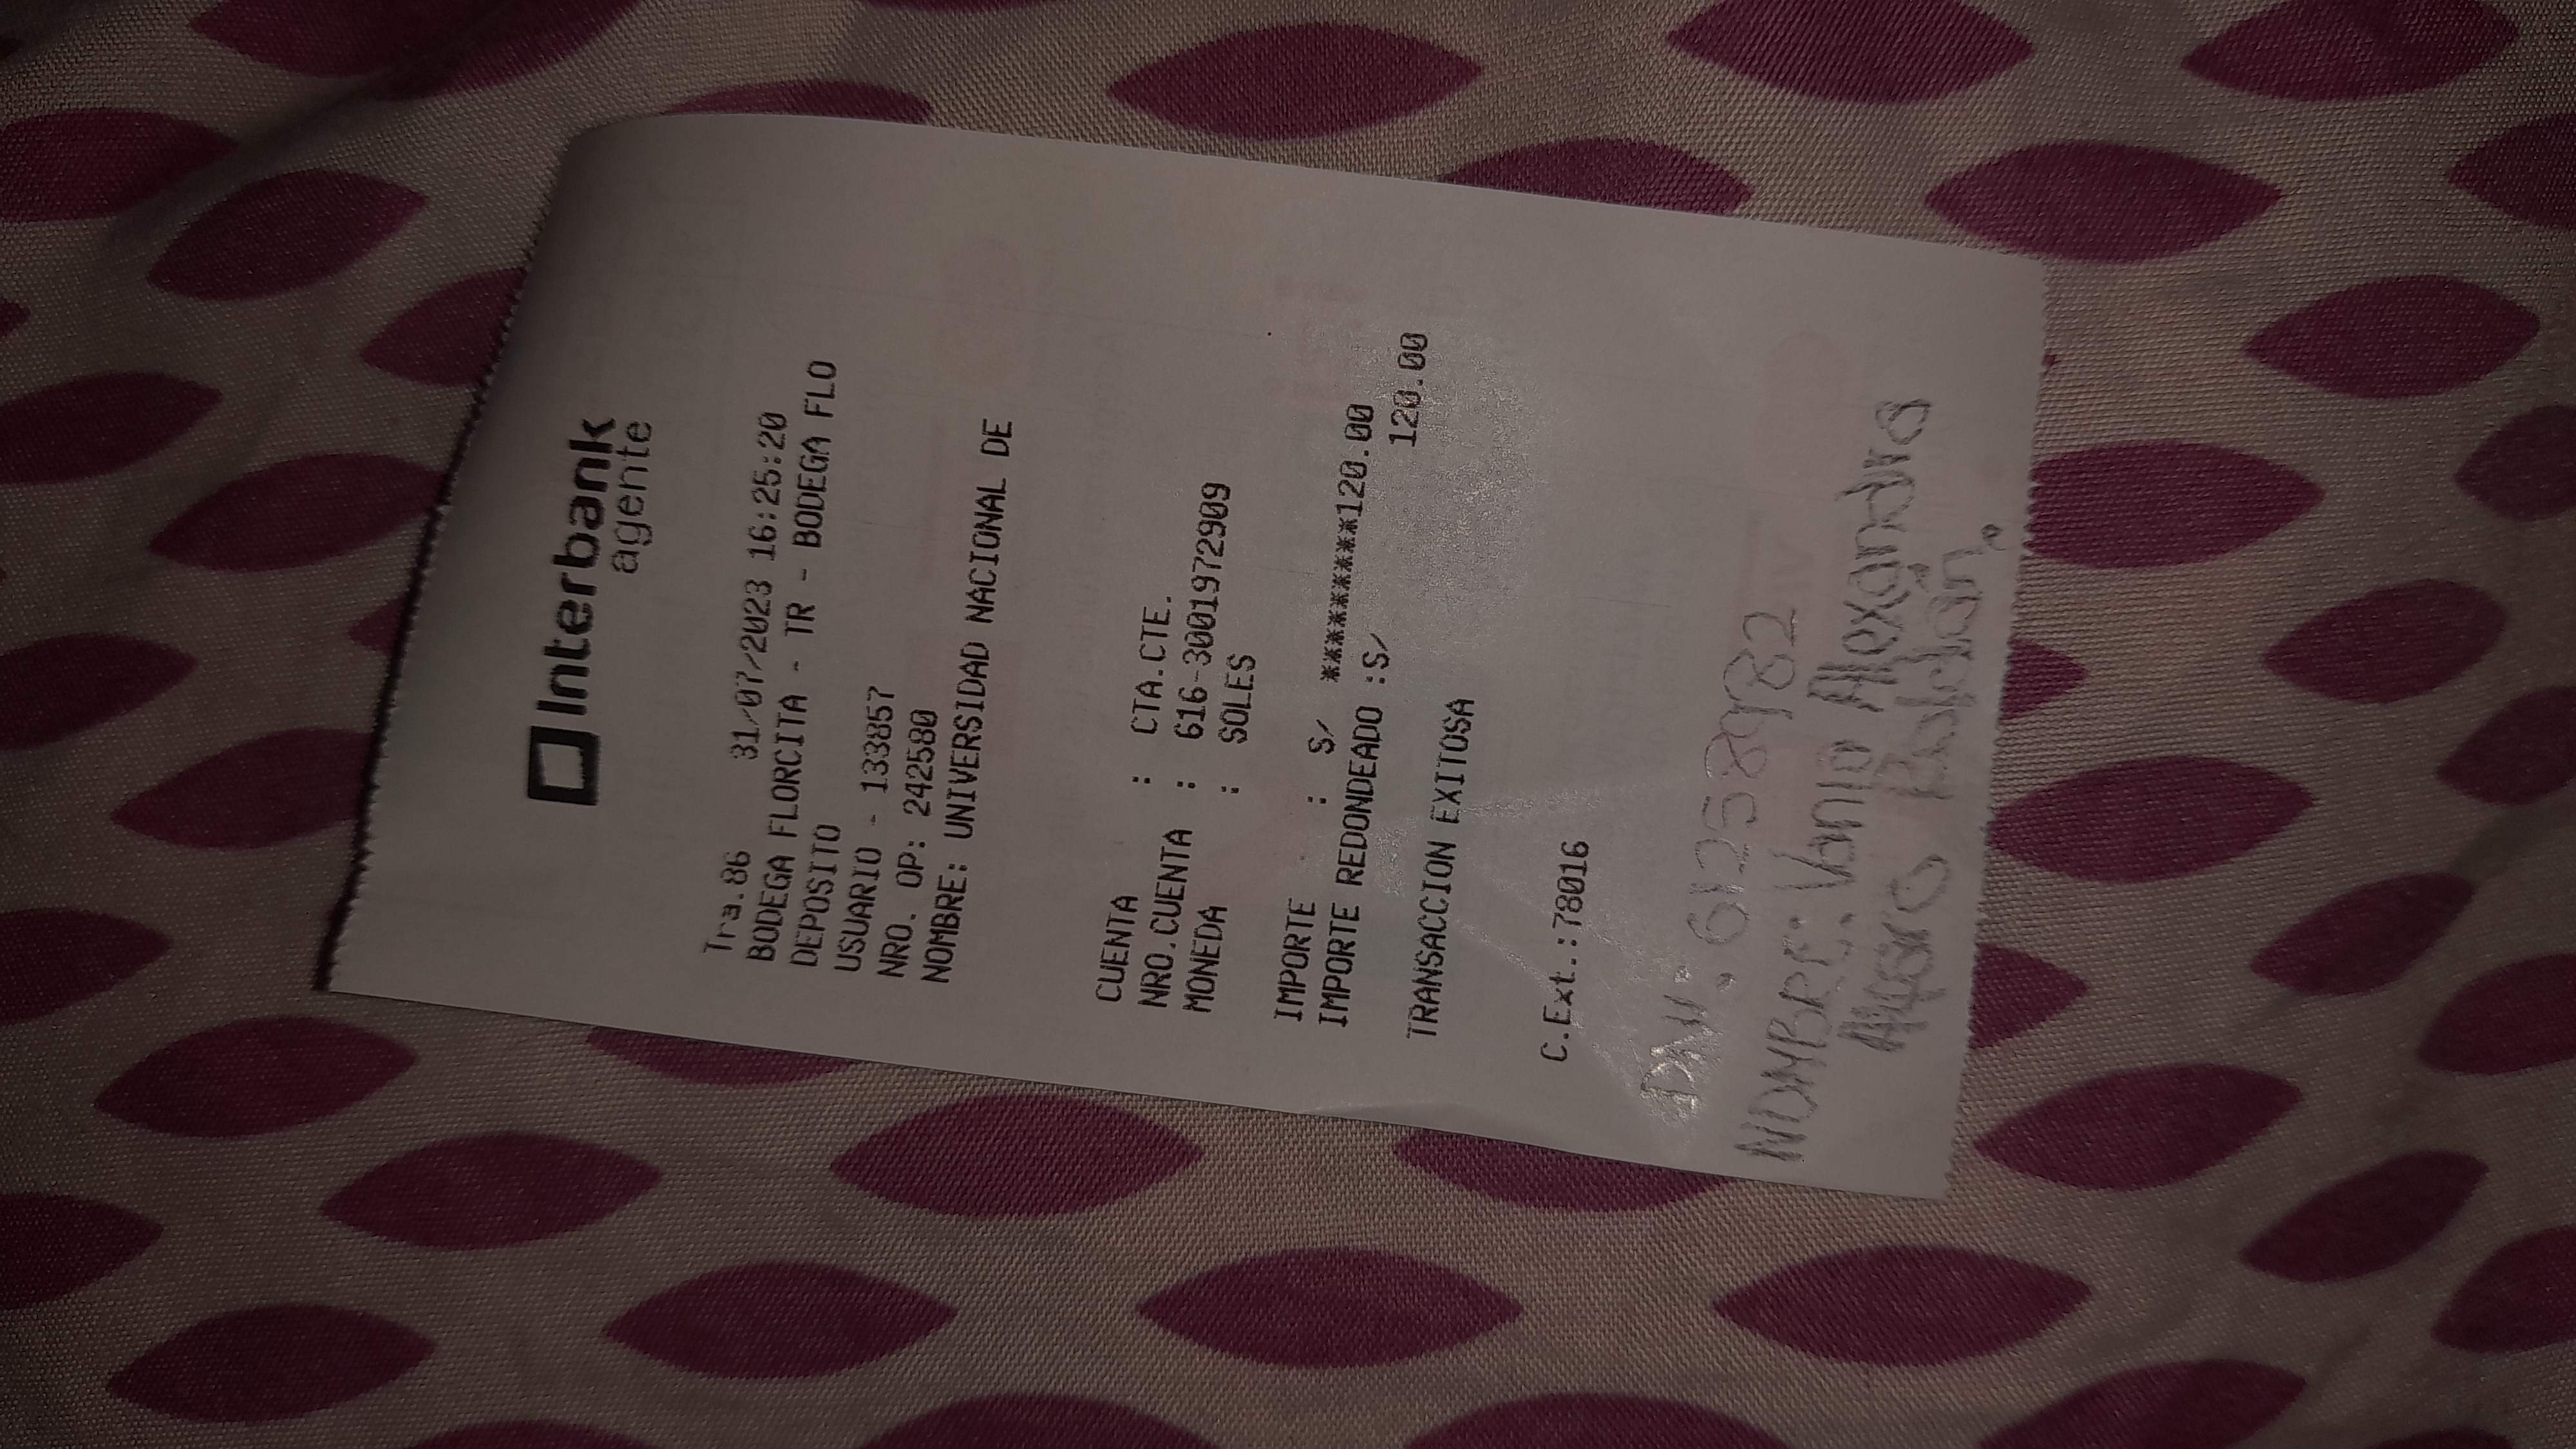 Interbank
agente
Tra.86 31/07/2023 16:25:20
BODEGA FLORCITA - TR - BODEGA FLO
DEPOSITO
USUARIO - 133857
NRO. OP: 242580
NOMBRE: UNIVERSIDAD NACIONAL DE
CUENTA : CTA.CTE.
NRO.CUENTA : 616-3001972909
MONEDA : SOLES
IMPORTE : S/ **********120.00
IMPORTE REDONDEADO :S/ 120.00
TRANSACCION EXITOSA
C.Ext.:78016
DNI: 61258982
NOMBRE: Vania Alexandra
Alfaro Roldán.